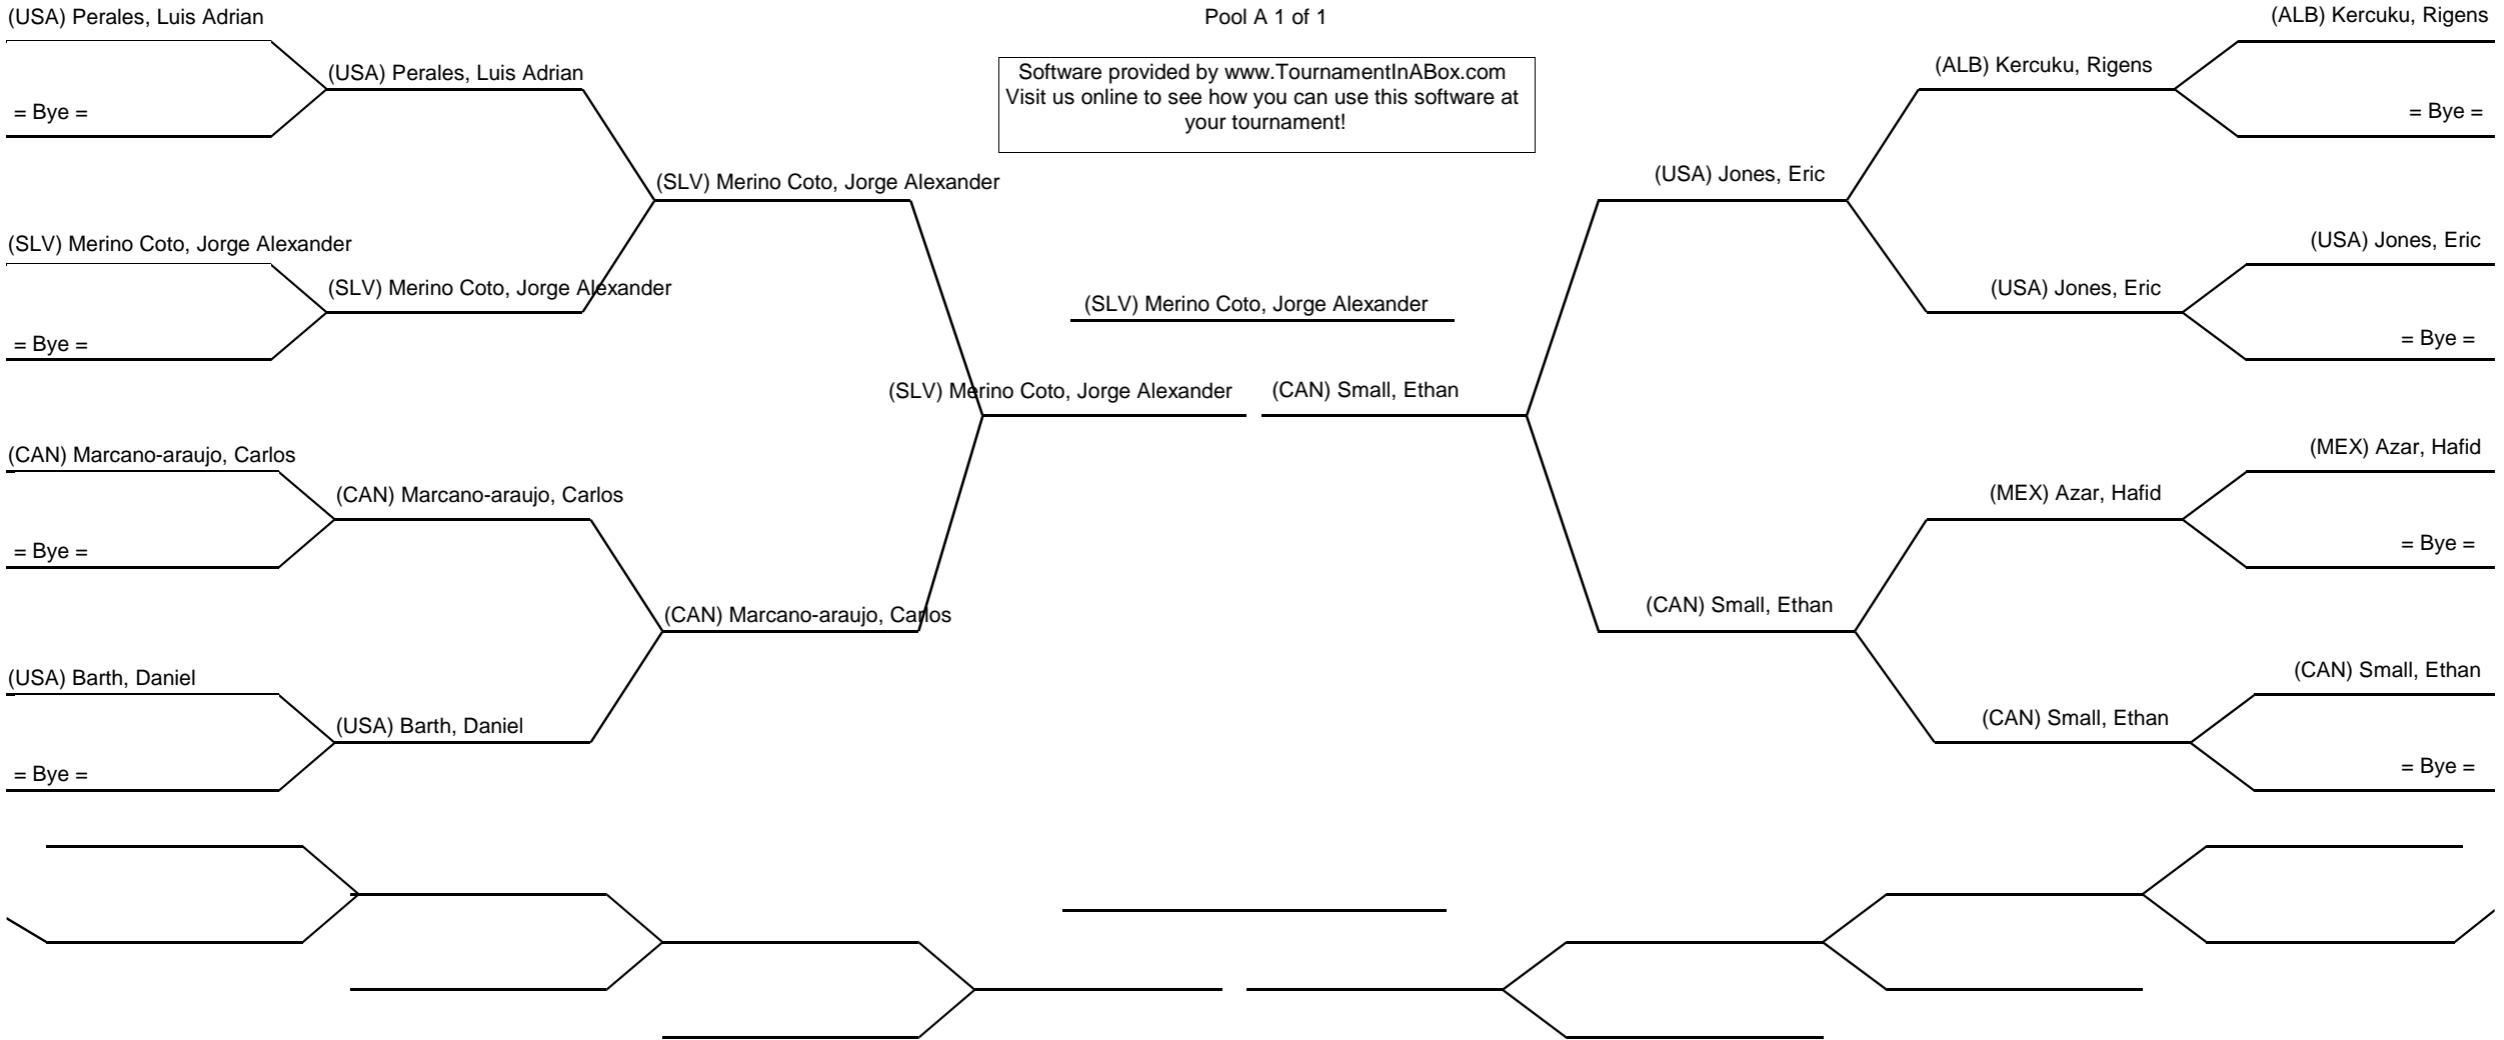 (USA) Perales, Luis Adrian
Pool A 1 of 1
(ALB) Kercuku, Rigens
(USA) Perales, Luis Adrian
Software provided by www.TournamentInABox.com
Visit us online to see how you can use this software at
your tournament!
(ALB) Kercuku, Rigens
= Bye =
= Bye =
(SLV) Merino Coto, Jorge Alexander
(USA) Jones, Eric
(SLV) Merino Coto, Jorge Alexander
(USA) Jones, Eric
(SLV) Merino Coto, Jorge Alexander
(SLV) Merino Coto, Jorge Alexander
(USA) Jones, Eric
= Bye =
= Bye =
(SLV) Merino Coto, Jorge Alexander
(CAN) Small, Ethan
(CAN) Marcano-araujo, Carlos
(MEX) Azar, Hafid
(CAN) Marcano-araujo, Carlos
(MEX) Azar, Hafid
= Bye =
= Bye =
(CAN) Marcano-araujo, Carlos
(CAN) Small, Ethan
(USA) Barth, Daniel
(CAN) Small, Ethan
(USA) Barth, Daniel
(CAN) Small, Ethan
= Bye =
= Bye =